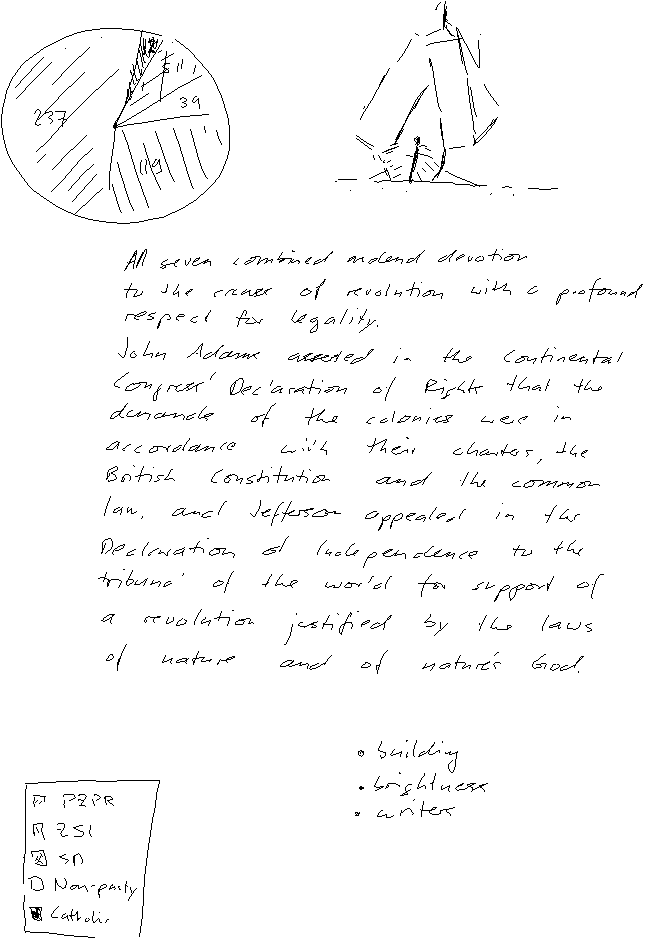 237
39
119
All seven combined ardend devotion
to the cause of revolution with a profound
respect for legality.
John Adams asserted in the Continental
Congress' Declaration of Rights that the
demands of the colonies were in
accordance with their charters, the
British Constitution and the common
law, and Jefferson appealed in the
Declaration of Independence to the
tribunal of the world for support of
a revolution justified by the laws
of nature and of nature's God.
• building
• brightness
• writers
PZPR
ZSL
SD
Non-party
Catholic